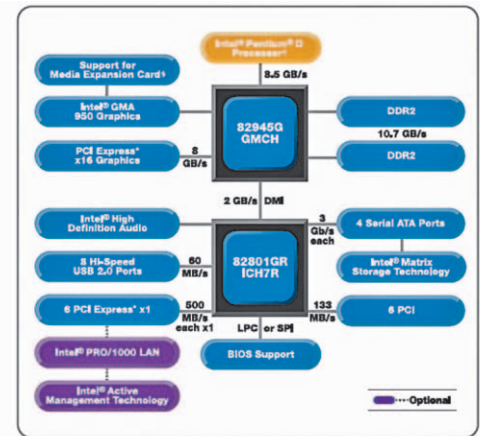 Intel® Pentium® D
Processor*
8.5 GB/s
Support for
Media Expansion Card§
Intel® GMA
950 Graphics
82945G
GMCH
DDR2
10.7 GB/s
PCI Express*
x16 Graphics
8
GB/s
DDR2
2 GB/s DMI
Intel® High
Definition Audio
3
Gb/s
each
4 Serial ATA Ports
8 Hi-Speed
USB 2.0 Ports
60
MB/s
82801GR
ICH7R
Intel® Matrix
Storage Technology
6 PCI Express* x1
500
MB/s
each x1
133
MB/s
6 PCI
LPC or SPI
Intel® PRO/1000 LAN
BIOS Support
Intel® Active
Management Technology
Optional